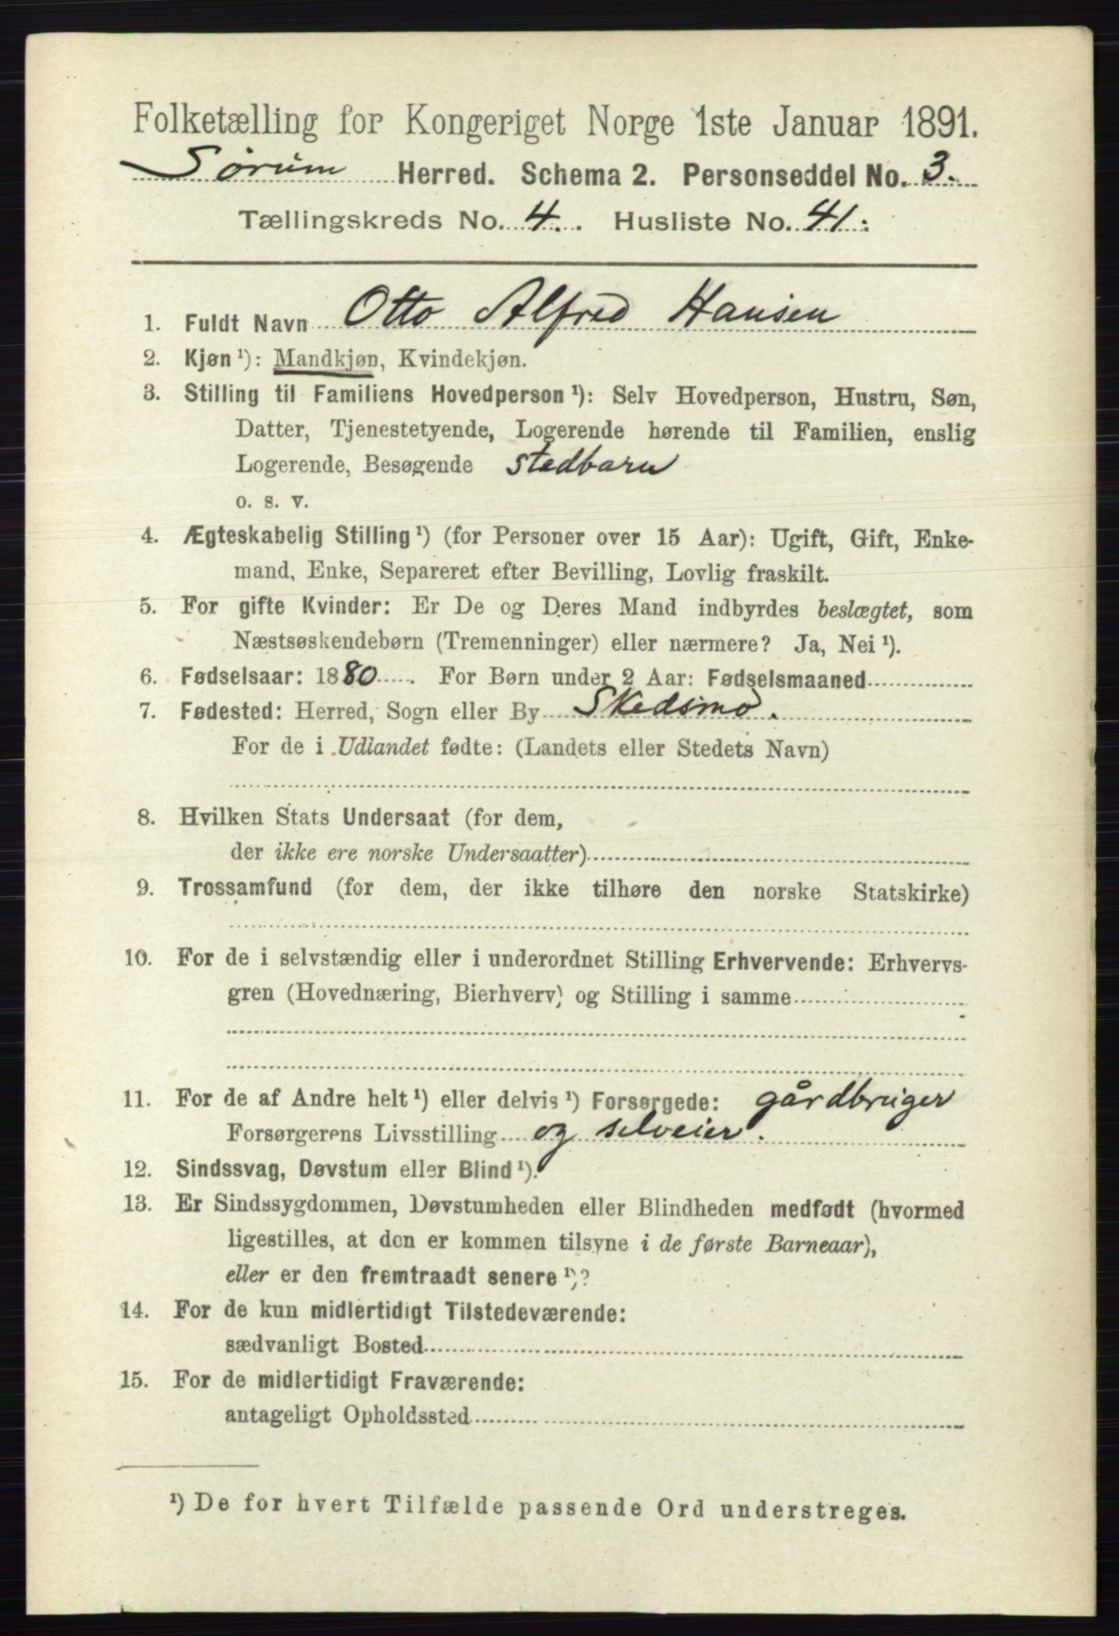 Folketælling for Kongeriget Norge 1ste Januar 1891.
Sørum Herred. Schema 2. Personseddel No. 3.
Tællingskreds No. 4. Husliste No. 41.
1. Fuldt Navn Otto Alfred Hansen
2. Kjøn ¹): Mandkjøn, Kvindekjøn.
3. Stilling til Familiens Hovedperson ¹): Selv Hovedperson, Hustru, Søn,
Datter, Tjenestetyende, Logerende hørende til Familien, enslig
Logerende, Besøgende stedbarn
o. s. v.
4. Ægteskabelig Stilling ¹) (for Personer over 15 Aar): Ugift, Gift, Enke-
mand, Enke, Separeret efter Bevilling, Lovlig fraskilt.
5. For gifte Kvinder: Er De og Deres Mand indbyrdes beslægtet, som
Næstsøskendebørn (Tremenninger) eller nærmere? Ja, Nei ¹).
6. Fødselsaar: 1880. For Børn under 2 Aar: Fødselsmaaned
7. Fødested: Herred, Sogn eller By Skedsmo.
For de i Udlandet fødte: (Landets eller Stedets Navn)
8. Hvilken Stats Undersaat (for dem,
der ikke ere norske Undersaatter)
9. Trossamfund (for dem, der ikke tilhøre den norske Statskirke)
10. For de i selvstændig eller i underordnet Stilling Erhvervende: Erhvervs-
gren (Hovednæring, Bierhverv) og Stilling i samme
11. For de af Andre helt ¹) eller delvis ¹) Forsørgede: gårdbruger
Forsørgerens Livsstilling og selveier.
12. Sindssvag, Døvstum eller Blind ¹).
13. Er Sindssygdommen, Døvstumheden eller Blindheden medfødt (hvormed
ligestilles, at den er kommen tilsyne i de første Barneaar),
eller er den fremtraadt senere ¹)?
14. For de kun midlertidigt Tilstedeværende:
sædvanligt Bosted
15. For de midlertidigt Fraværende:
antageligt Opholdssted
¹) De for hvert Tilfælde passende Ord understreges.